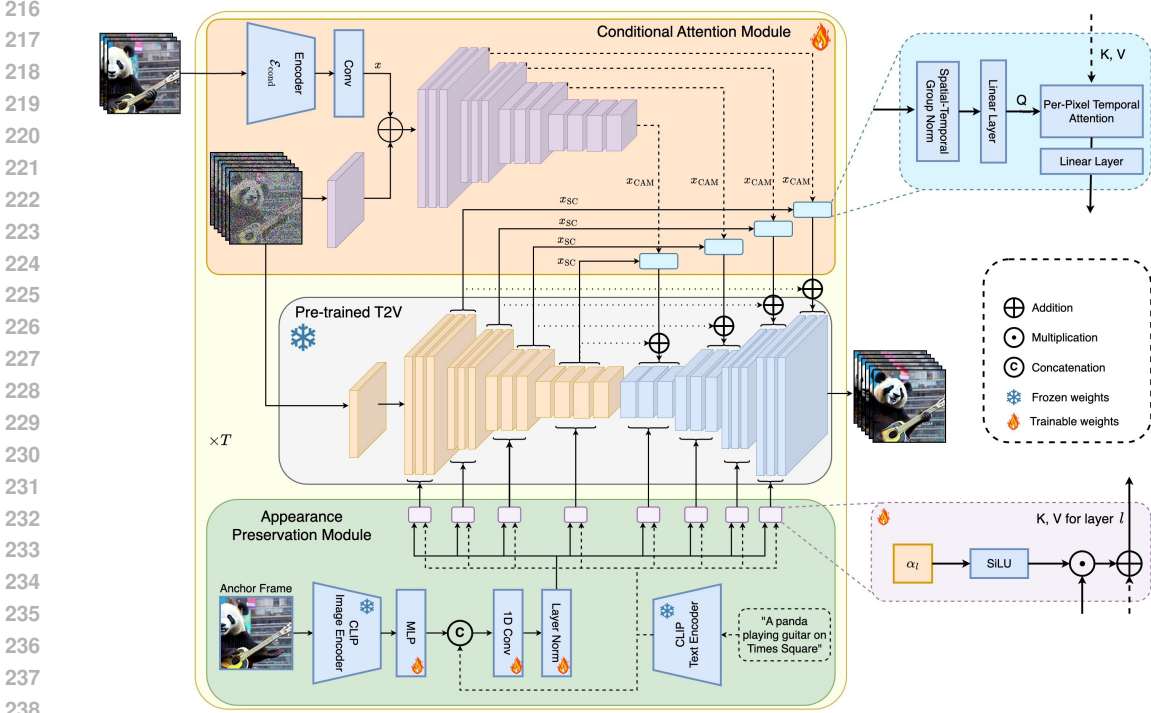 216
217
218
219
220
221
222
223
224
225
226
227
228
229
230
231
232
233
234
235
236
237
238
Conditional Attention Module
Encoder
ℰcond
Conv
x
xCAM
xCAM
xCAM
xCAM
xSC
xSC
xSC
xSC
K, V
Spatial-Temporal
Group Norm
Linear Layer
Q
Per-Pixel Temporal
Attention
Linear Layer
Pre-trained T2V
×T
Addition
Multiplication
C
Concatenation
Frozen weights
Trainable weights
Appearance
Preservation Module
Anchor Frame
CLIP
Image Encoder
MLP
C
1D Conv
Layer Norm
CLIP
Text Encoder
"A panda
playing guitar on
Times Square"
K, V for layer l
αl
SiLU